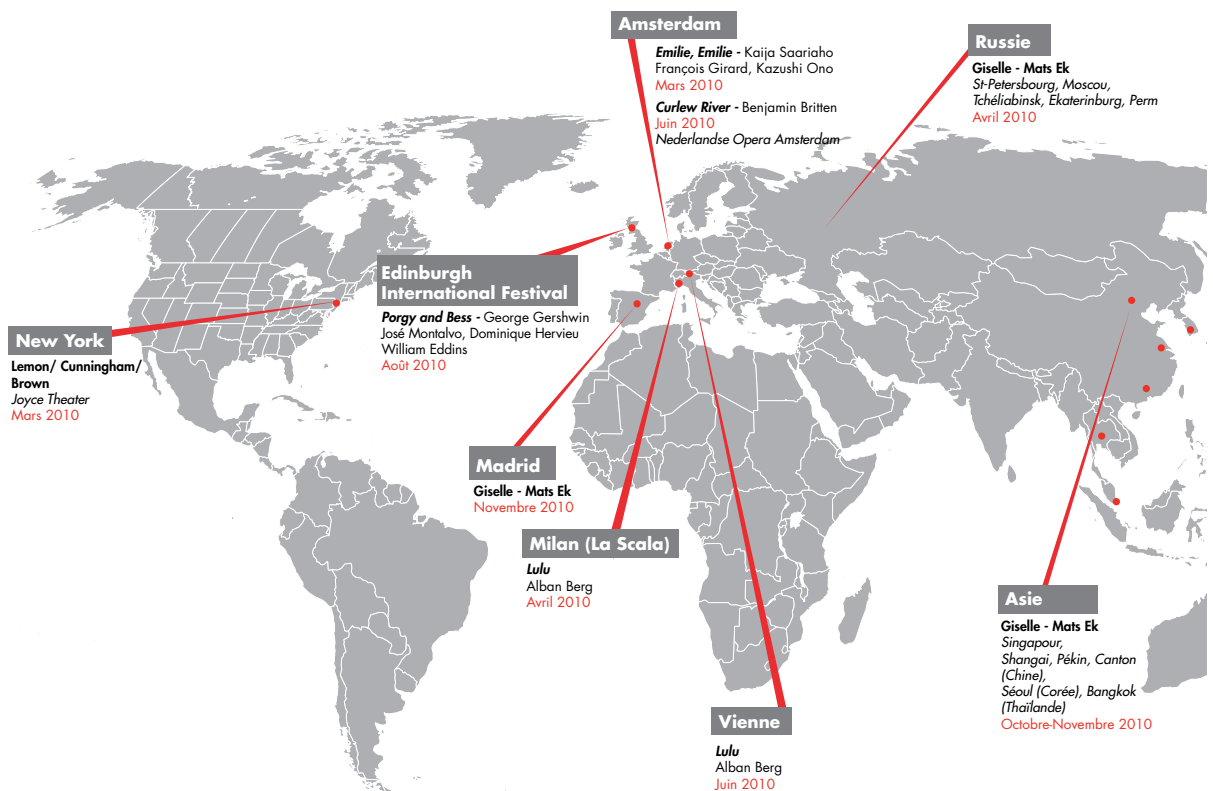 Amsterdam
Emilie, Emilie - Kaija Saariaho
François Girard, Kazushi Ono
Mars 2010
Curlew River - Benjamin Britten
Juin 2010
Nederlandse Opera Amsterdam
Russie
Giselle - Mats Ek
St-Petersbourg, Moscou,
Tchéliabinsk, Ekaterinburg, Perm
Avril 2010
Edinburgh
International Festival
Porgy and Bess - George Gershwin
José Montalvo, Dominique Hervieu
William Eddins
Août 2010
New York
Lemon/ Cunningham/
Brown
Joyce Theater
Mars 2010
Madrid
Giselle - Mats Ek
Novembre 2010
Milan (La Scala)
Lulu
Alban Berg
Avril 2010
Asie
Giselle - Mats Ek
Singapour,
Shangai, Pékin, Canton
(Chine),
Séoul (Corée), Bangkok
(Thaïlande)
Octobre-Novembre 2010
Vienne
Lulu
Alban Berg
Juin 2010